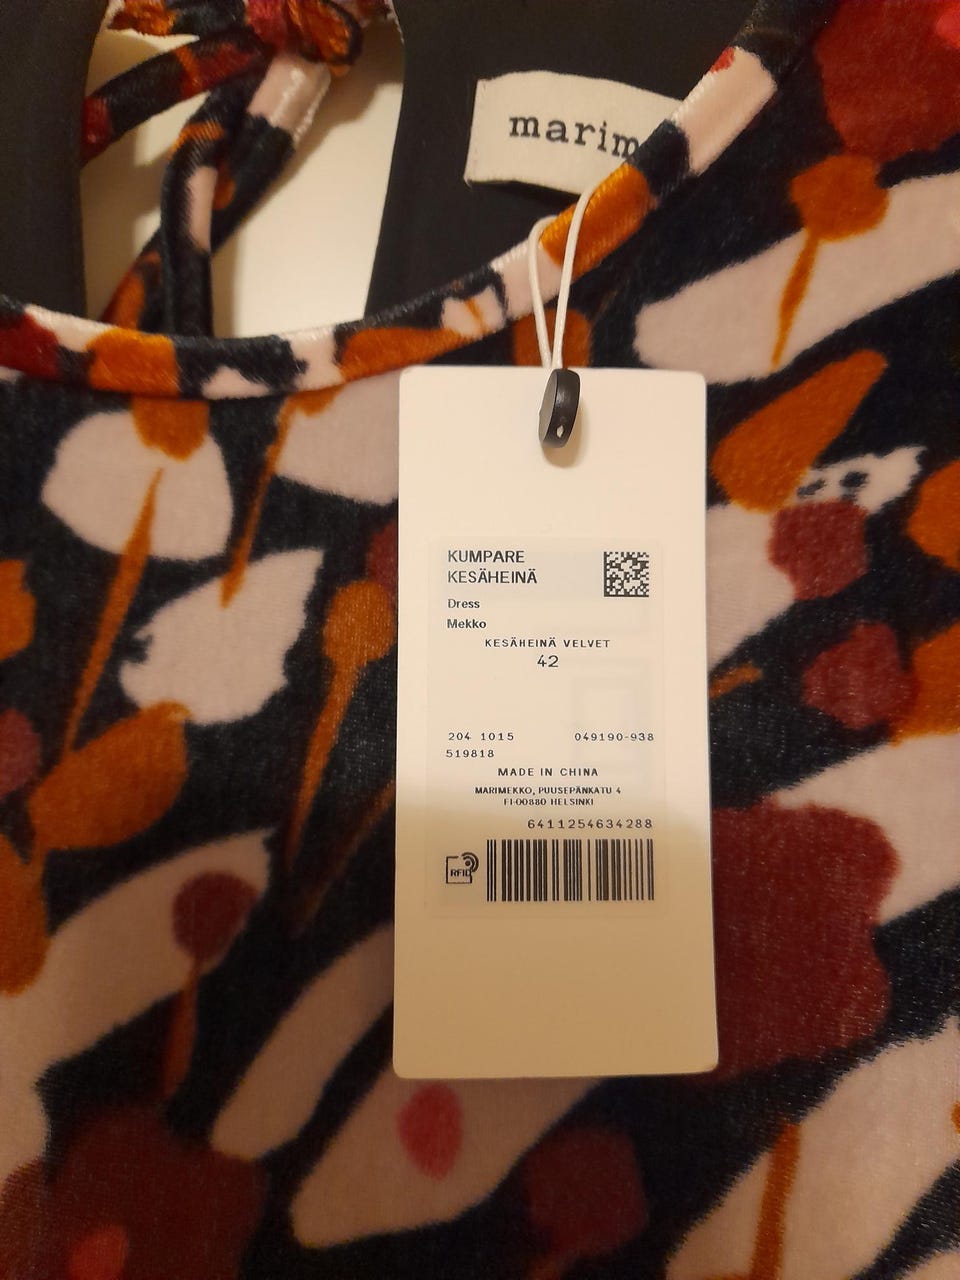 marim
KUMPARE
KESÄHEINÄ
Dress
Mekko
KESÄHEINÄ VELVET
42
204 1015 049190-938
519818
MADE IN CHINA
MARIMEKKO, PUUSEPÄNKATU 4
FI-00880 HELSINKI
6411254634288
RFID